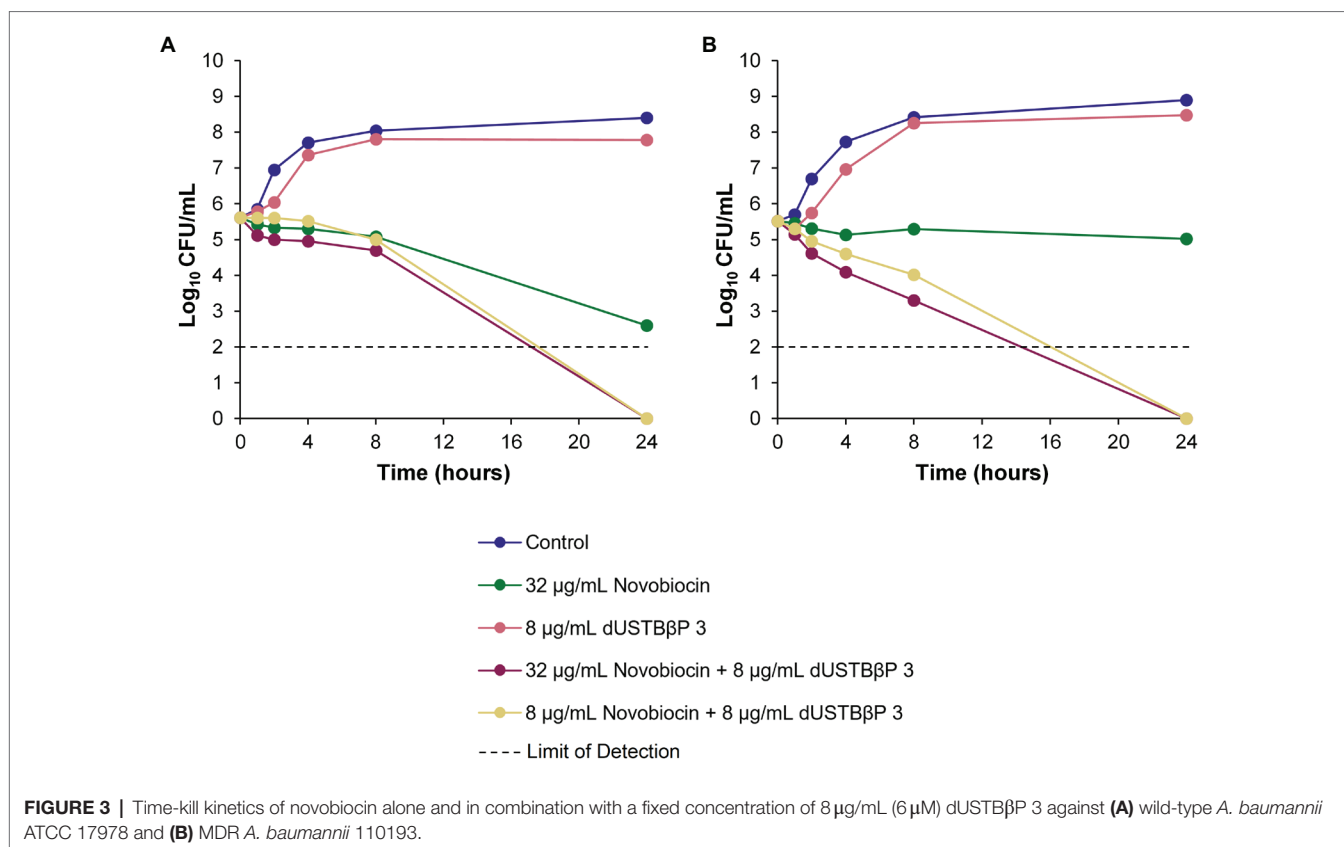 A
10
9
8
7
6
5
4
3
2
1
0
Log10 CFU/mL
0 4 8 12 16 20 24
Time (hours)
B
10
9
8
7
6
5
4
3
2
1
0
Log10 CFU/mL
0 4 8 12 16 20 24
Time (hours)
Control
32 µg/mL Novobiocin
8 µg/mL dUSTBβP 3
32 µg/mL Novobiocin + 8 µg/mL dUSTBβP 3
8 µg/mL Novobiocin + 8 µg/mL dUSTBβP 3
Limit of Detection
FIGURE 3 | Time-kill kinetics of novobiocin alone and in combination with a fixed concentration of 8 µg/mL (6 µM) dUSTBβP 3 against (A) wild-type A. baumannii
ATCC 17978 and (B) MDR A. baumannii 110193.